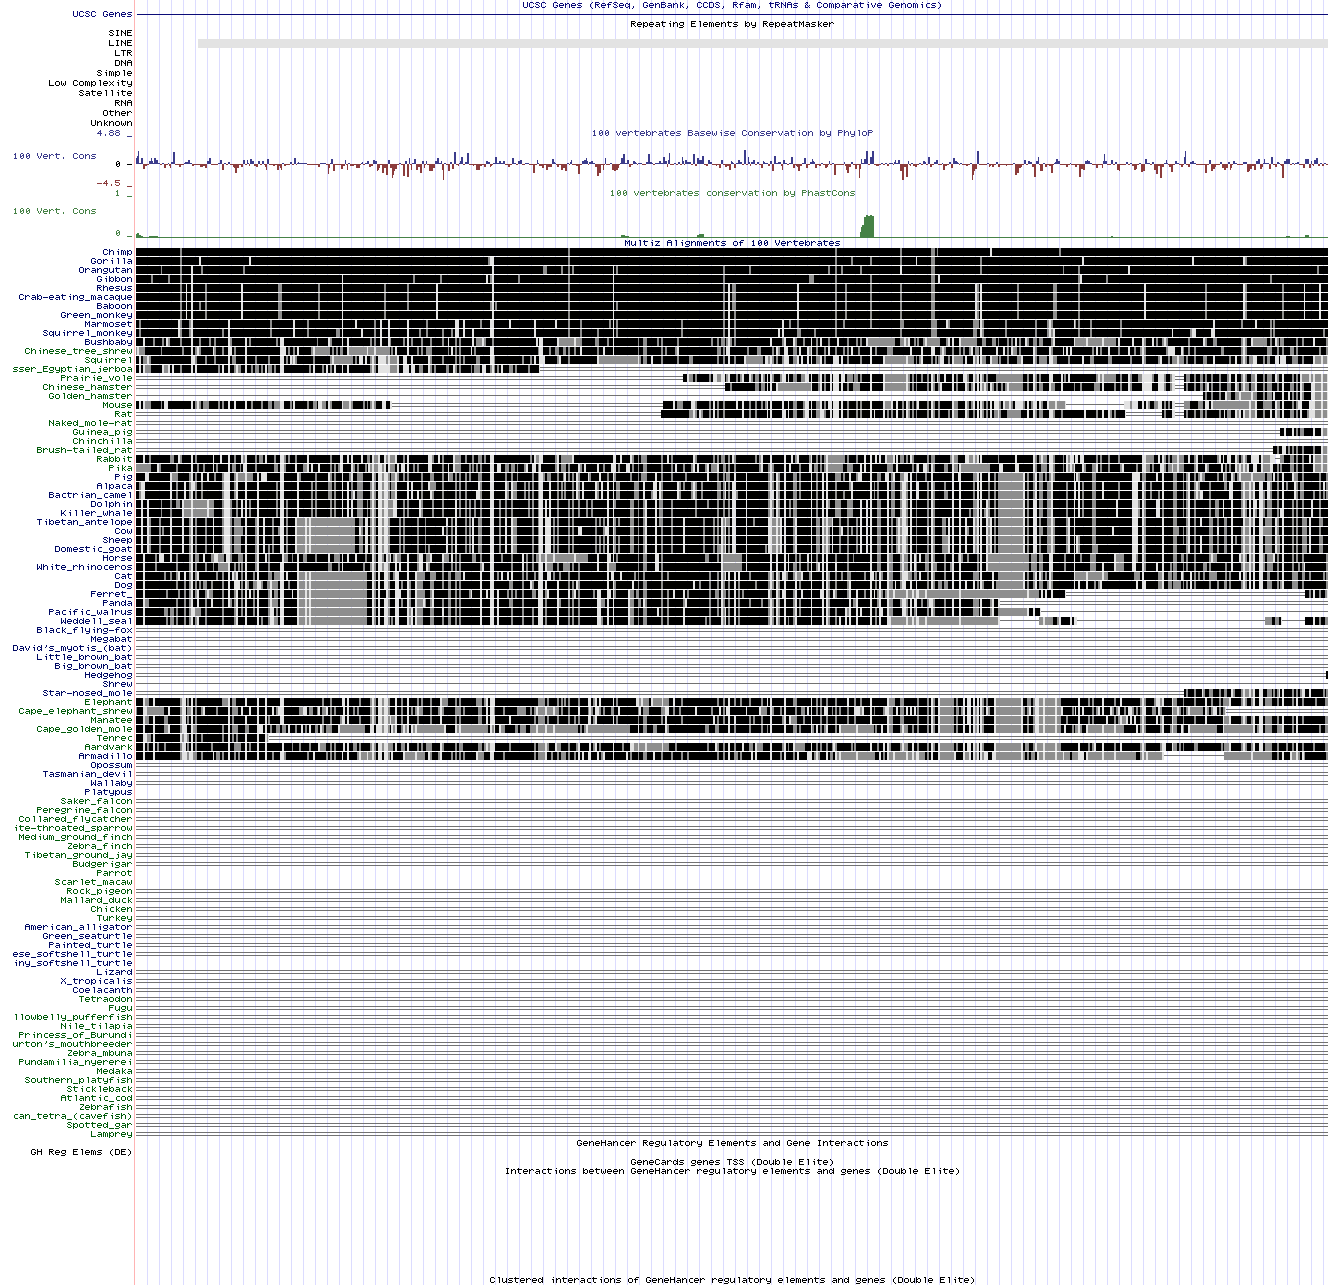 UCSC Genes (RefSeq, GenBank, CCDS, Rfam, tRNAs & Comparative Genomics)
UCSC Genes
Repeating Elements by RepeatMasker
SINE
LINE
LTR
DNA
Simple
Low Complexity
Satellite
RNA
Other
Unknown
4.88 _
100 vertebrates Basewise Conservation by PhyloP
100 Vert. Cons
0 -
-4.5 _
1 _
100 vertebrates conservation by PhastCons
100 Vert. Cons
0 _
Multiz Alignments of 100 Vertebrates
Chimp
Gorilla
Orangutan
Gibbon
Rhesus
Crab-eating_macaque
Baboon
Green_monkey
Marmoset
Squirrel_monkey
Bushbaby
Chinese_tree_shrew
Squirrel
sser_Egyptian_jerboa
Prairie_vole
Chinese_hamster
Golden_hamster
Mouse
Rat
Naked_mole-rat
Guinea_pig
Chinchilla
Brush-tailed_rat
Rabbit
Pika
Pig
Alpaca
Bactrian_camel
Dolphin
Killer_whale
Tibetan_antelope
Cow
Sheep
Domestic_goat
Horse
White_rhinoceros
Cat
Dog
Ferret_
Panda
Pacific_walrus
Weddell_seal
Black_flying-fox
Megabat
David's_myotis_(bat)
Little_brown_bat
Big_brown_bat
Hedgehog
Shrew
Star-nosed_mole
Elephant
Cape_elephant_shrew
Manatee
Cape_golden_mole
Tenrec
Aardvark
Armadillo
Opossum
Tasmanian_devil
Wallaby
Platypus
Saker_falcon
Peregrine_falcon
Collared_flycatcher
ite-throated_sparrow
Medium_ground_finch
Zebra_finch
Tibetan_ground_jay
Budgerigar
Parrot
Scarlet_macaw
Rock_pigeon
Mallard_duck
Chicken
Turkey
American_alligator
Green_seaturtle
Painted_turtle
ese_softshell_turtle
iny_softshell_turtle
Lizard
X_tropicalis
Coelacanth
Tetraodon
Fugu
llowbelly_pufferfish
Nile_tilapia
Princess_of_Burundi
urton's_mouthbreeder
Zebra_mbuna
Pundamilia_nyererei
Medaka
Southern_platyfish
Stickleback
Atlantic_cod
Zebrafish
can_tetra_(cavefish)
Spotted_gar
Lamprey
GeneHancer Regulatory Elements and Gene Interactions
GH Reg Elems (DE)
GeneCards genes TSS (Double Elite)
Interactions between GeneHancer regulatory elements and genes (Double Elite)
Clustered interactions of GeneHancer regulatory elements and genes (Double Elite)